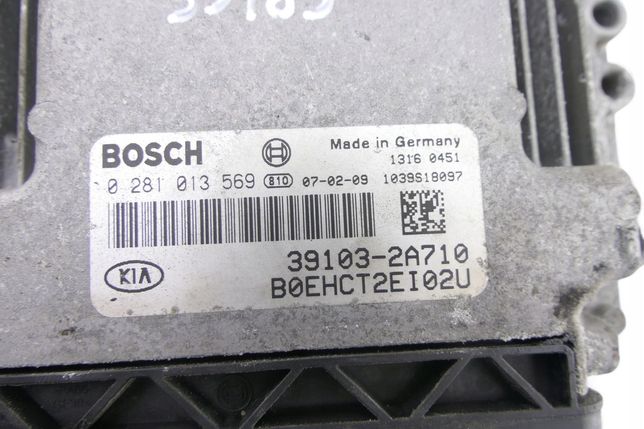 BOSCH Made in Germany
1316 0451
0 281 013 569 810 07-02-09 1039S18097
39103-2A710
KIA
B0EHCT2EI02U